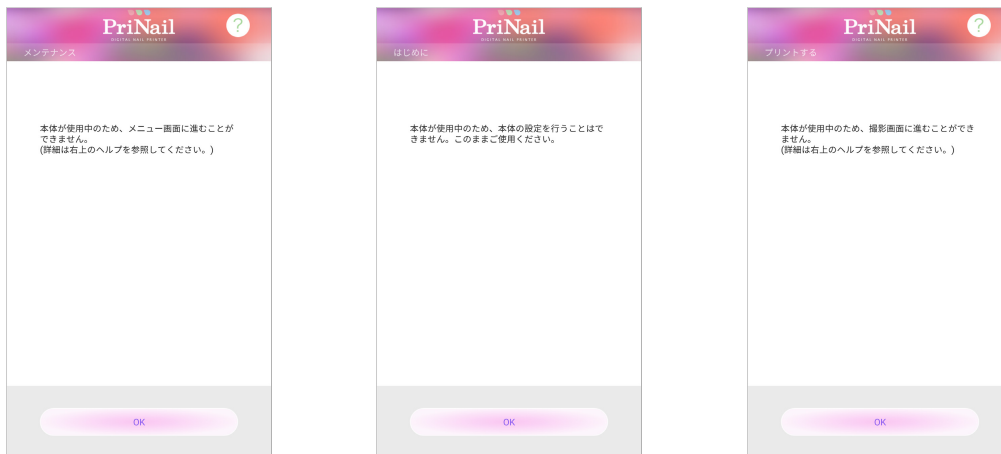 PriNail
DIGITAL NAIL PRINTER
?
メンテナンス
本体が使用中のため、メニュー画面に進むことが
できません。
(詳細は右上のヘルプを参照してください。)
OK
PriNail
DIGITAL NAIL PRINTER
はじめに
本体が使用中のため、本体の設定を行うことはで
きません。このままご使用ください。
OK
PriNail
DIGITAL NAIL PRINTER
?
プリントする
本体が使用中のため、撮影画面に進むことができ
ません。
(詳細は右上のヘルプを参照してください。)
OK